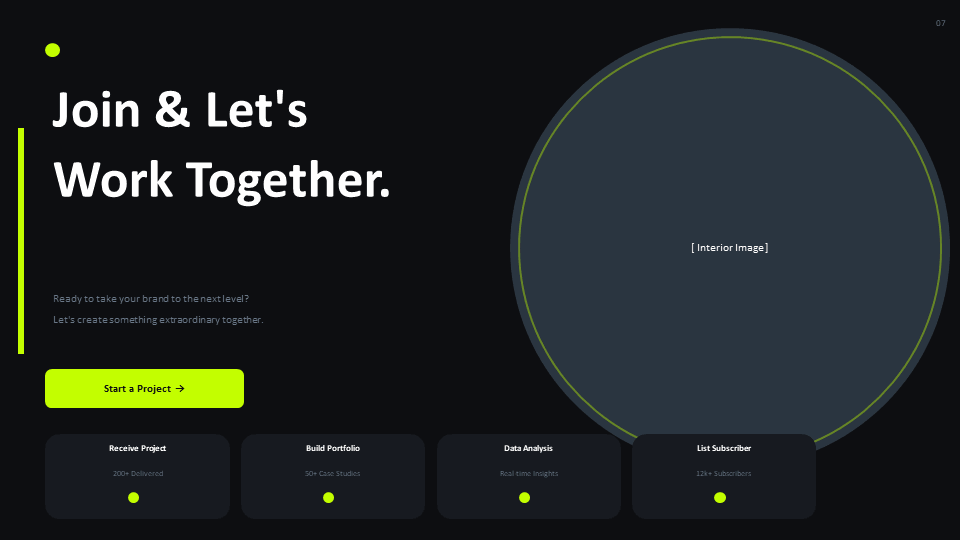 07
Join & Let's
Work Together.
[ Interior Image ]
Ready to take your brand to the next level?
Let's create something extraordinary together.
Start a Project →
Receive Project
200+ Delivered
Build Portfolio
50+ Case Studies
Data Analysis
Real-time Insights
List Subscriber
12k+ Subscribers